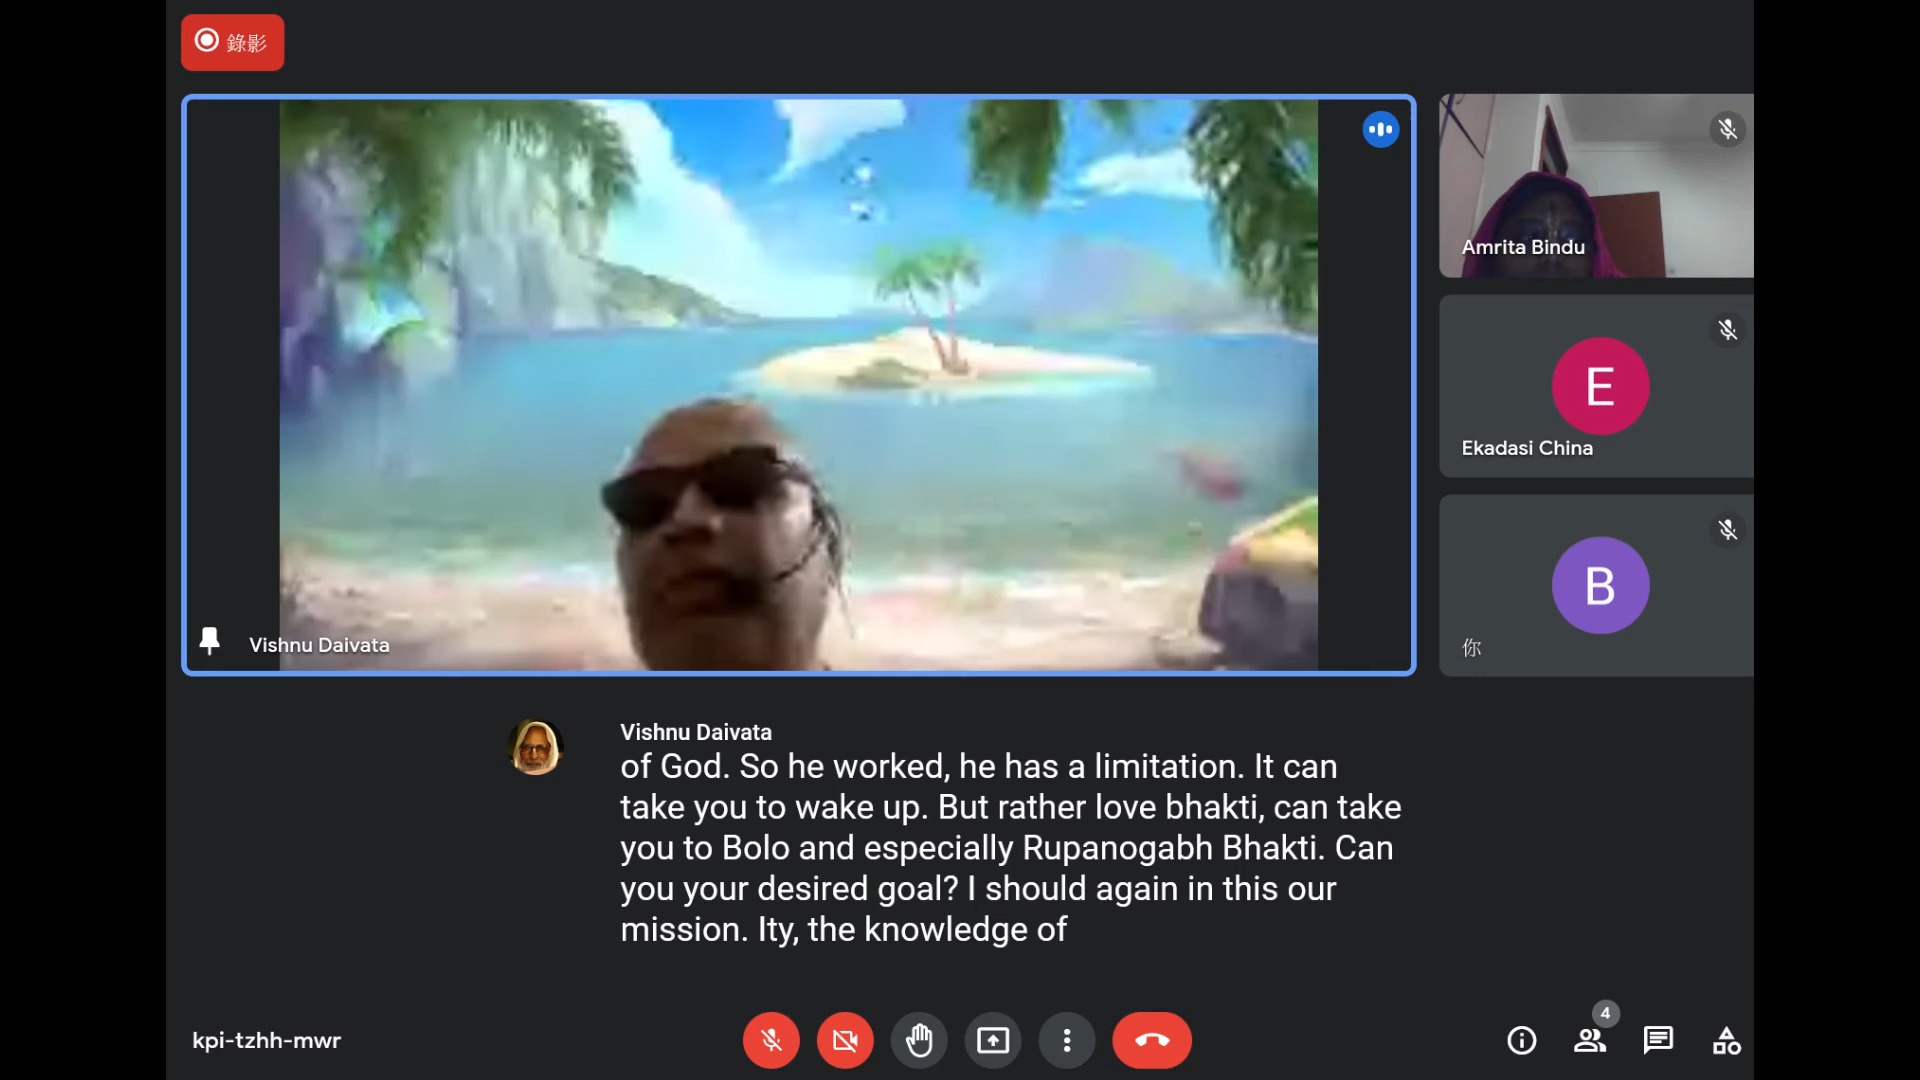 錄影
Vishnu Daivata
Amrita Bindu
E
Ekadasi China
B
你
Vishnu Daivata
of God. So he worked, he has a limitation. It can
take you to wake up. But rather love bhakti, can take
you to Bolo and especially Rupanogabh Bhakti. Can
you your desired goal? I should again in this our
mission. Ity, the knowledge of
kpi-tzhh-mwr
4